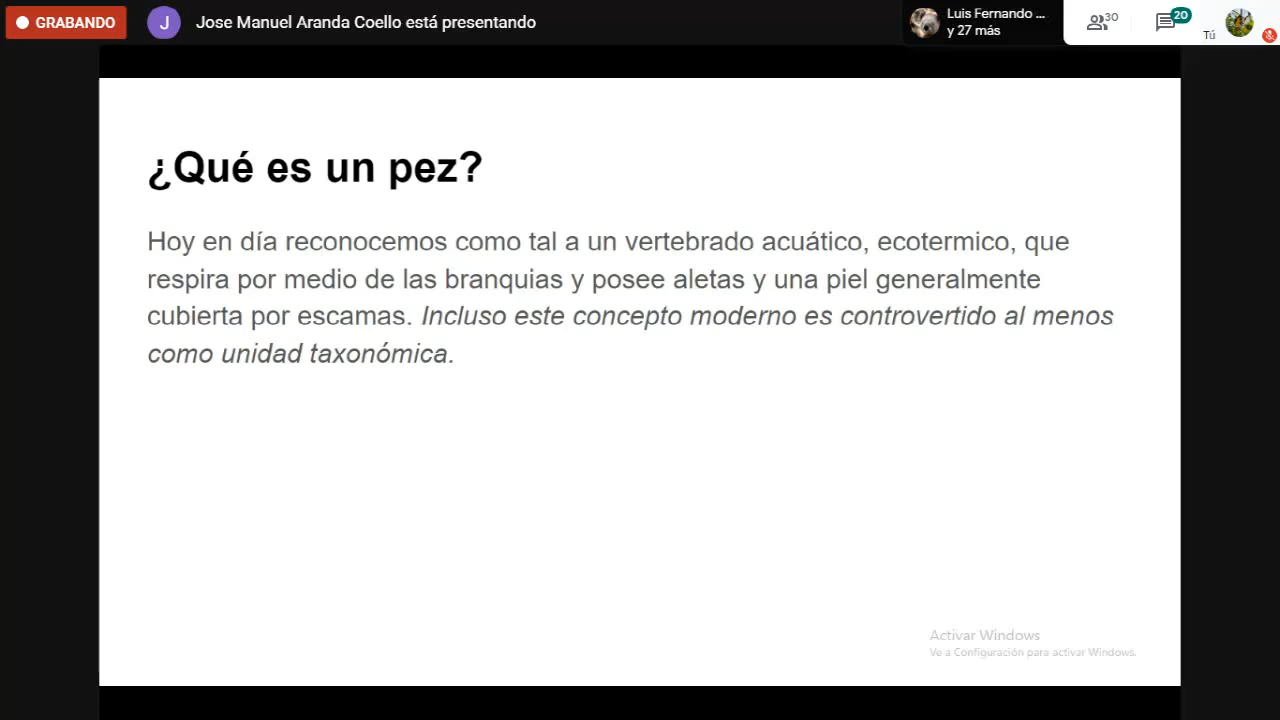 GRABANDO
J
Jose Manuel Aranda Coello está presentando
Luis Fernando ...
y 27 más
30
20
Tú
¿Qué es un pez?
Hoy en día reconocemos como tal a un vertebrado acuático, ecotermico, que
respira por medio de las branquias y posee aletas y una piel generalmente
cubierta por escamas. Incluso este concepto moderno es controvertido al menos
como unidad taxonómica.
Activar Windows
Ve a Configuración para activar Windows.